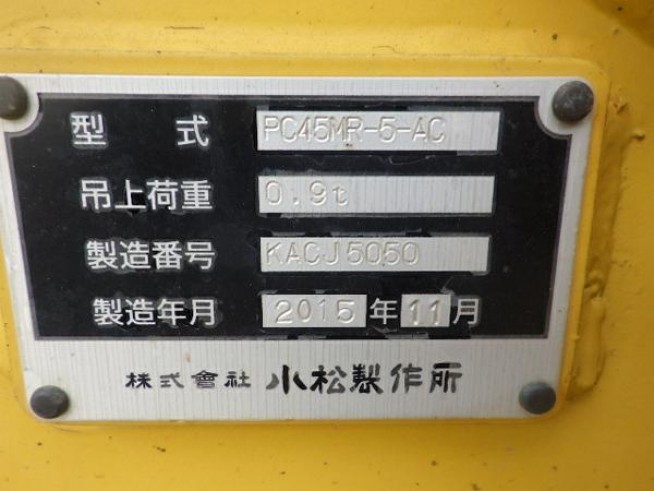 型式 PC45MR-5-AC
吊上荷重 0.9t
製造番号 KACJ5050
製造年月 2015年11月
株式會社 小松製作所